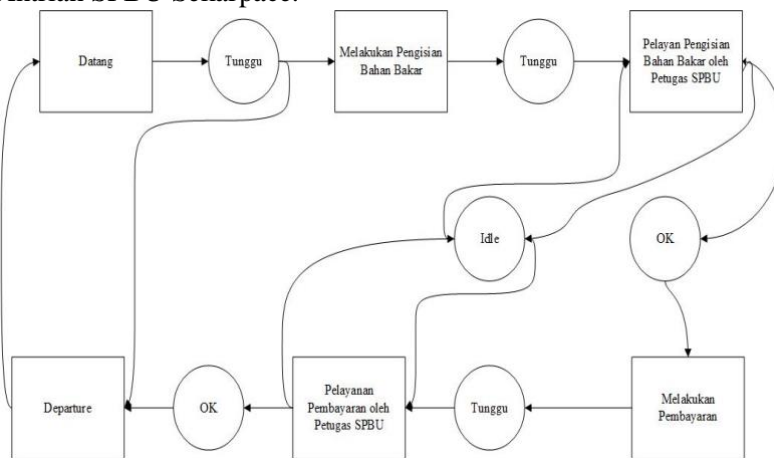 Datang
Tunggu
Melakukan Pengisian
Bahan Bakar
Tunggu
Pelayan Pengisian
Bahan Bakar oleh
Petugas SPBU
Idle
OK
Departure
OK
Pelayanan
Pembayaran oleh
Petugas SPBU
Tunggu
Melakukan
Pembayaran